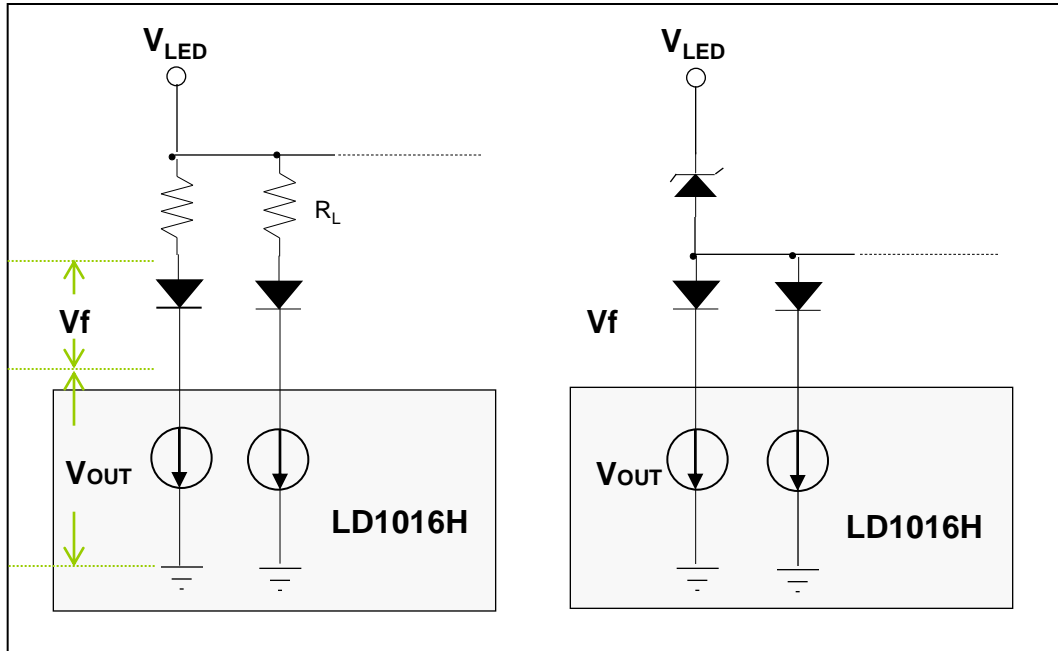 VLED
RL
Vf
VOUT
LD1016H
VLED
Vf
VOUT
LD1016H